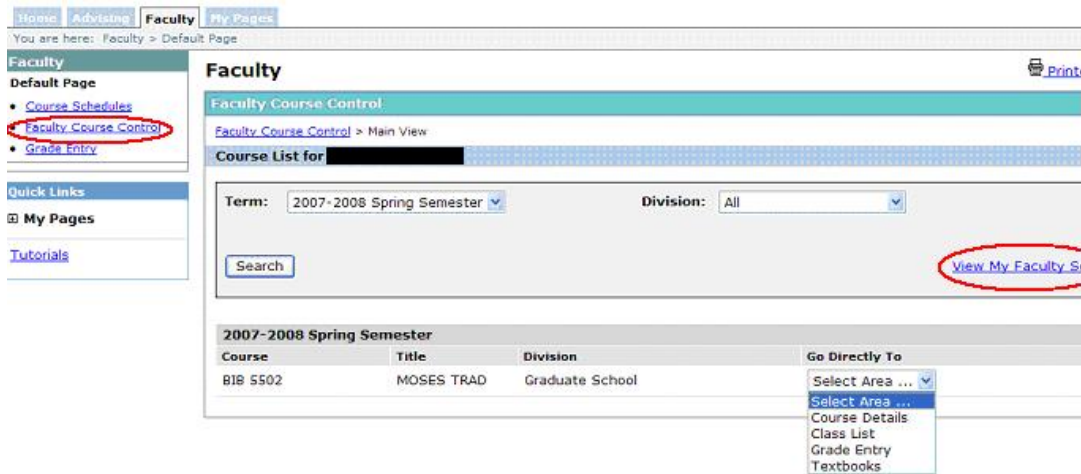 Home Advising Faculty My Pages
You are here: Faculty > Default Page
Faculty
Default Page
Course Schedules
Faculty Course Control
Grade Entry
Quick Links
My Pages
Tutorials
Faculty
Faculty Course Control
Faculty Course Control > Main View
Course List for
Term: 2007-2008 Spring Semester Division: All
Search
View My Faculty
2007-2008 Spring Semester
Course Title Division Go Directly To
BIB 5502 MOSES TRAD Graduate School Select Area ...
Select Area ...
Course Details
Class List
Grade Entry
Textbooks